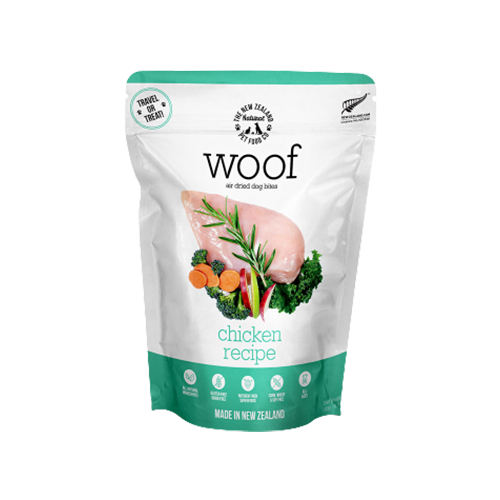 TRAVEL OR TREAT!
THE NEW ZEALAND
Natural
PET FOOD CO
woof
air dried dog bites
chicken
recipe
MADE IN NEW ZEALAND